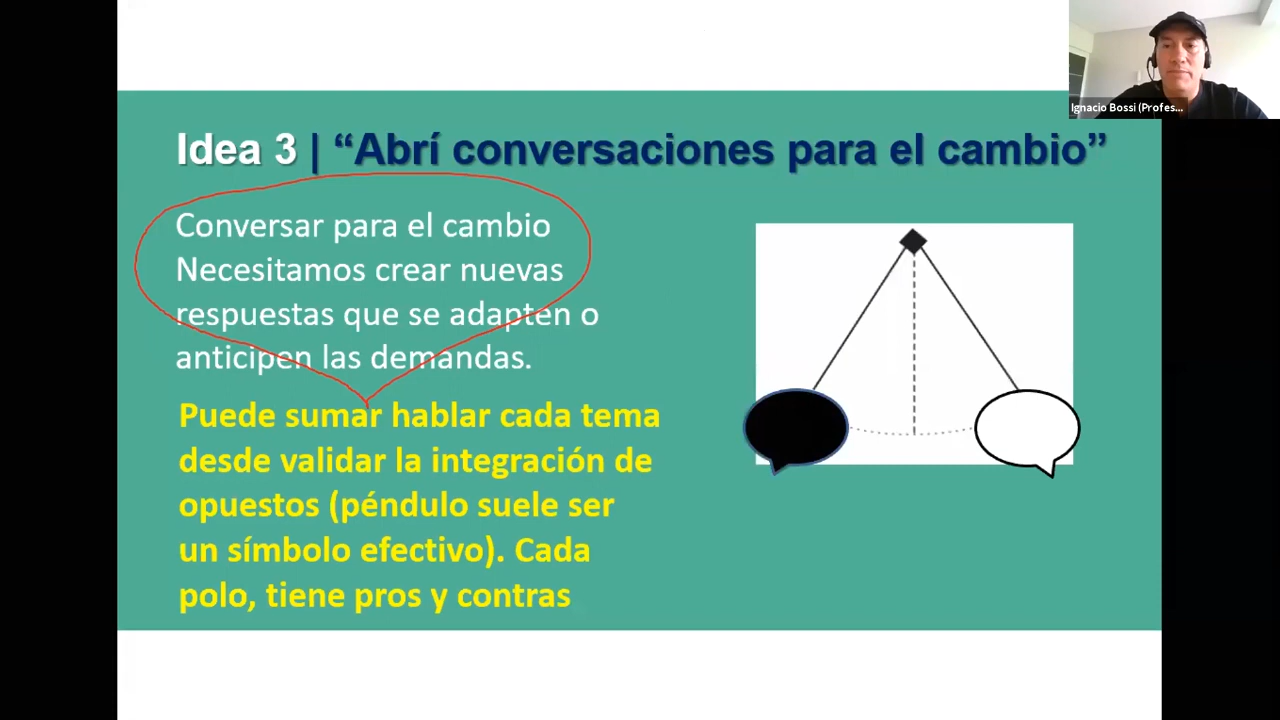 Ignacio Bossi (Profes...
Idea 3 | “Abrí conversaciones para el cambio”
Conversar para el cambio
Necesitamos crear nuevas
respuestas que se adapten o
anticipen las demandas.
Puede sumar hablar cada tema
desde validar la integración de
opuestos (péndulo suele ser
un símbolo efectivo). Cada
polo, tiene pros y contras